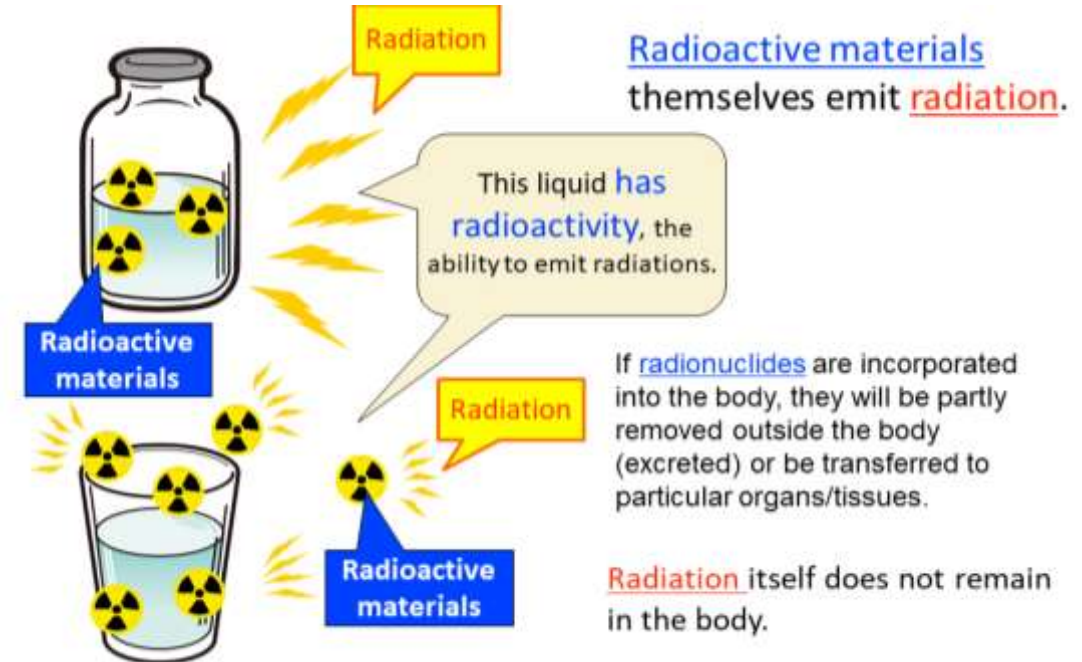 Radiation
Radioactive materials
themselves emit radiation.
This liquid has
radioactivity, the
ability to emit radiations.
Radioactive
materials
If radionuclides are incorporated
into the body, they will be partly
removed outside the body
(excreted) or be transferred to
particular organs/tissues.
Radiation
Radioactive
materials
Radiation itself does not remain
in the body.